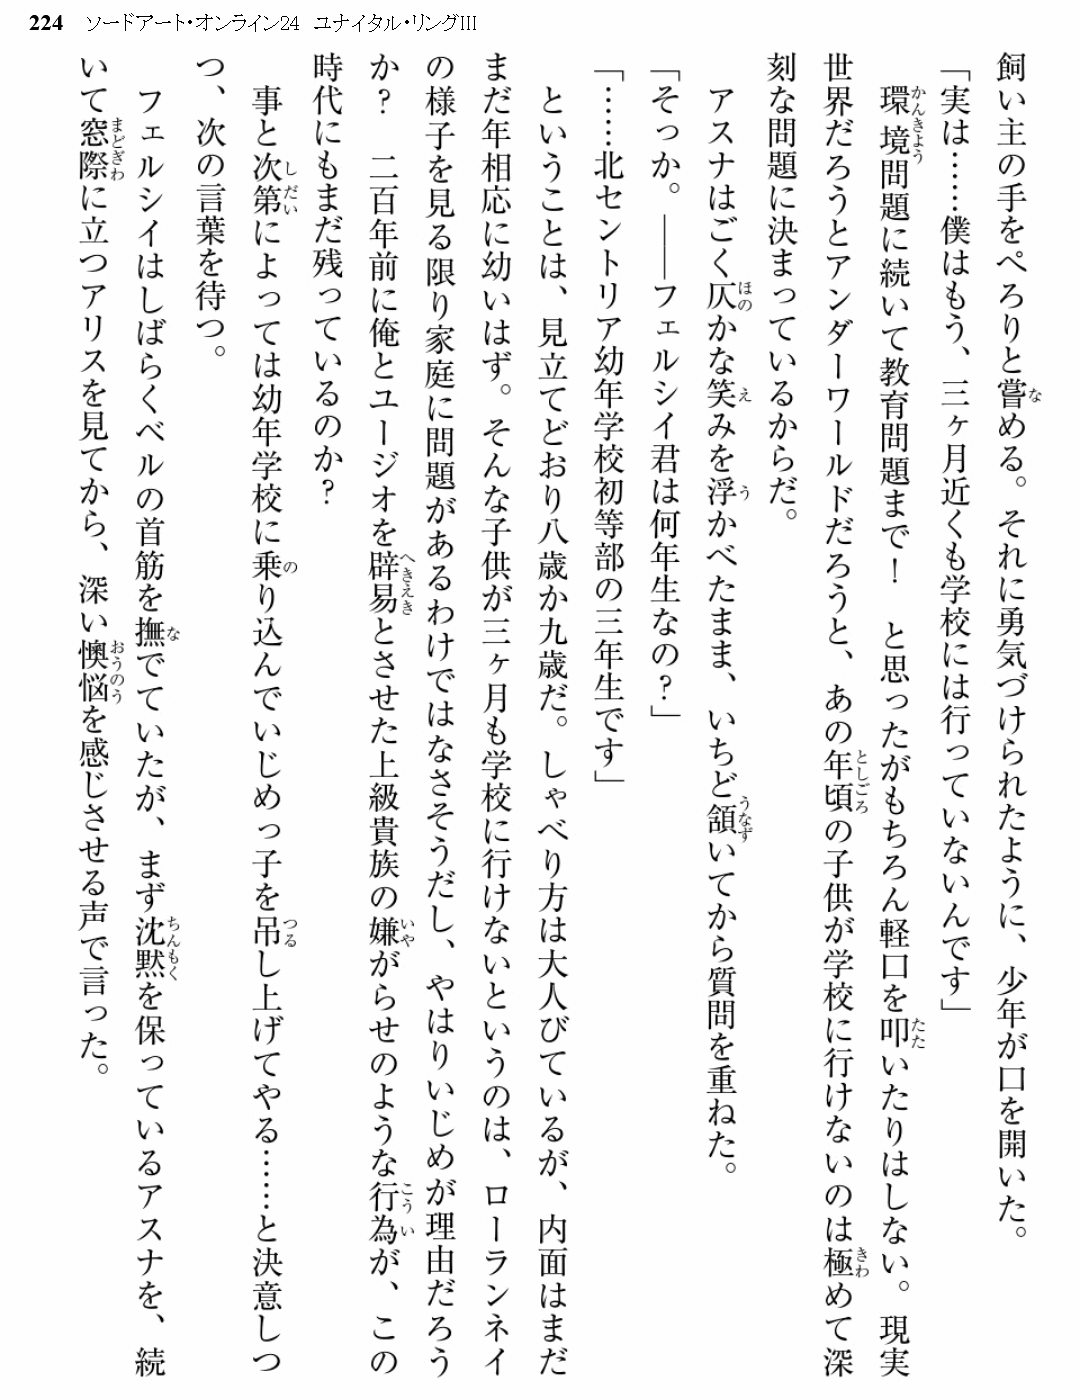 224 ソードアート・オンライン24 ユナイタル・リングIII
飼い主の手をぺろりと嘗める。それに勇気づけられたように、少年が口を開いた。
「実は……僕はもう、三ヶ月近くも学校には行っていないんです」
環境問題に続いて教育問題まで！　と思ったがもちろん軽口を叩いたりはしない。現実
世界だろうとアンダーワールドだろうと、あの年頃の子供が学校に行けないのは極めて深
刻な問題に決まっているからだ。
アスナはごく仄かな笑みを浮かべたまま、いちど頷いてから質問を重ねた。
「そっか。――フェルシイ君は何年生なの？」
「……北セントリア幼年学校初等部の三年生です」
ということは、見立てどおり八歳か九歳だ。しゃべり方は大人びているが、内面はまだ
まだ年相応に幼いはず。そんな子供が三ヶ月も学校に行けないというのは、ローランネイ
の様子を見る限り家庭に問題があるわけではなさそうだし、やはりいじめが理由だろう
か？　二百年前に俺とユージオを辟易とさせた上級貴族の嫌がらせのような行為が、この
時代にもまだ残っているのか？
事と次第によっては幼年学校に乗り込んでいじめっ子を吊し上げてやる……と決意しつ
つ、次の言葉を待つ。
フェルシイはしばらくベルの首筋を撫でていたが、まず沈黙を保っているアスナを、続
いて窓際に立つアリスを見てから、深い懊悩を感じさせる声で言った。